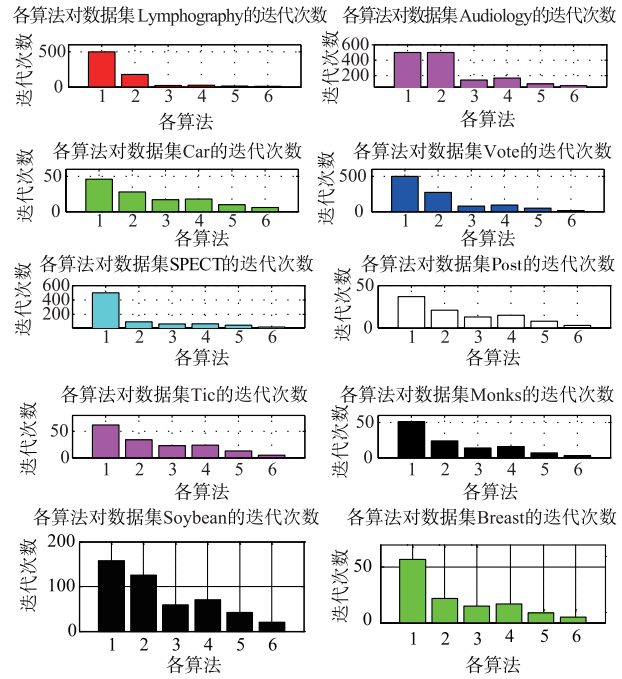 各算法对数据集Lymphography的迭代次数
迭代次数
500
0
1 2 3 4 5 6
各算法
各算法对数据集Audiology的迭代次数
迭代次数
600
400
200
1 2 3 4 5 6
各算法
各算法对数据集Car的迭代次数
迭代次数
50
0
1 2 3 4 5 6
各算法
各算法对数据集Vote的迭代次数
迭代次数
500
0
1 2 3 4 5 6
各算法
各算法对数据集SPECT的迭代次数
迭代次数
600
400
200
1 2 3 4 5 6
各算法
各算法对数据集Post的迭代次数
迭代次数
50
0
1 2 3 4 5 6
各算法
各算法对数据集Tic的迭代次数
迭代次数
50
0
1 2 3 4 5 6
各算法
各算法对数据集Monks的迭代次数
迭代次数
50
0
1 2 3 4 5 6
各算法
各算法对数据集Soybean的迭代次数
迭代次数
200
100
0
1 2 3 4 5 6
各算法
各算法对数据集Breast的迭代次数
迭代次数
50
0
1 2 3 4 5 6
各算法